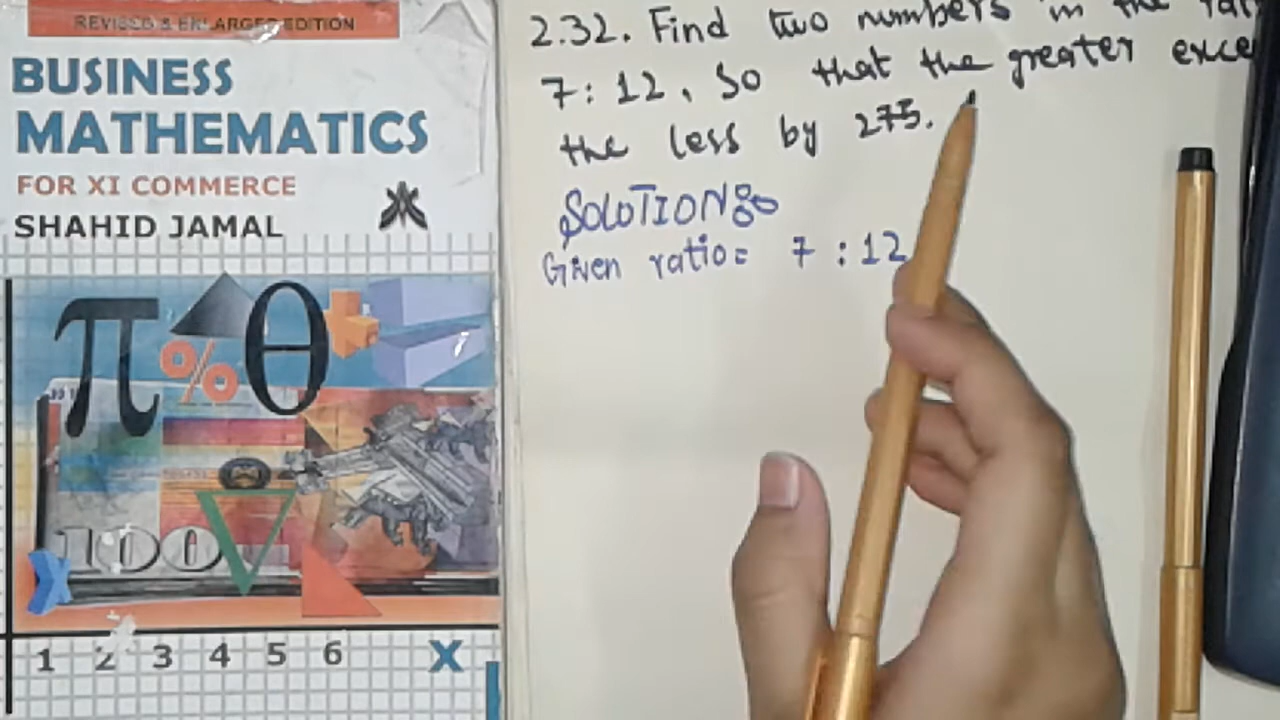 REVISED & ENLARGED EDITION
BUSINESS
MATHEMATICS
FOR XI COMMERCE
SHAHID JAMAL
π θ
%
100
1 2 3 4 5 6 X
2.32. Find two numbers in the
7:12, So that the greater
the less by 275.
SOLUTION:
Given ratio= 7 : 12